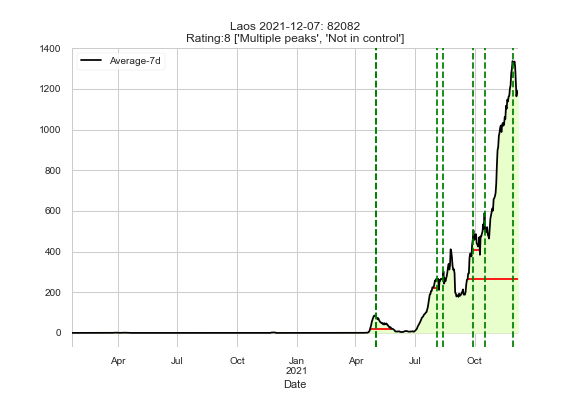 Laos 2021-12-07: 82082
Rating:8 ['Multiple peaks', 'Not in control']
Average-7d
1400
1200
1000
800
600
400
200
0
Apr Jul Oct Jan Apr Jul Oct
2021
Date